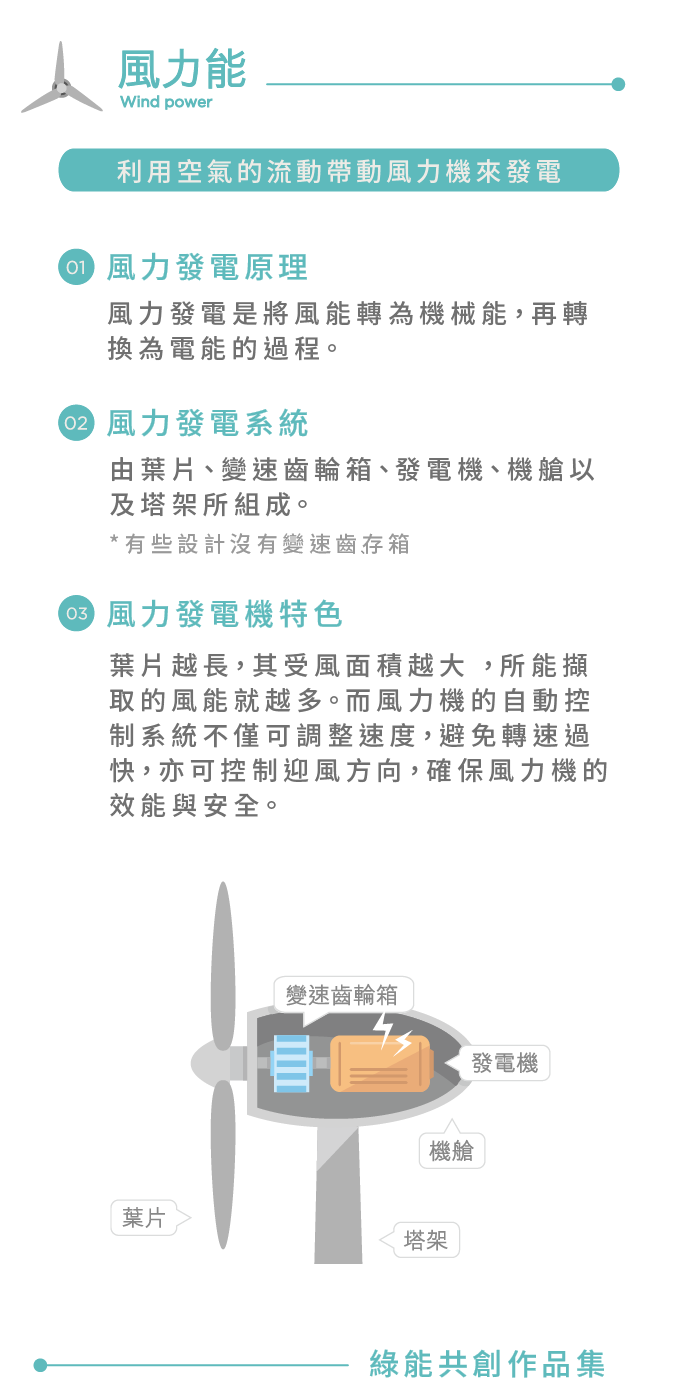 風力能
Wind power
利用空氣的流動帶動風力機來發電
01 風力發電原理
風力發電是將風能轉為機械能，再轉
換為電能的過程。
02 風力發電系統
由葉片、變速齒輪箱、發電機、機艙以
及塔架所組成。
*有些設計沒有變速齒存箱
03 風力發電機特色
葉片越長，其受風面積越大，所能擷
取的風能就越多。而風力機的自動控
制系統不僅可調整速度，避免轉速過
快，亦可控制迎風方向，確保風力機的
效能與安全。
變速齒輪箱
發電機
機艙
葉片
塔架
綠能共創作品集